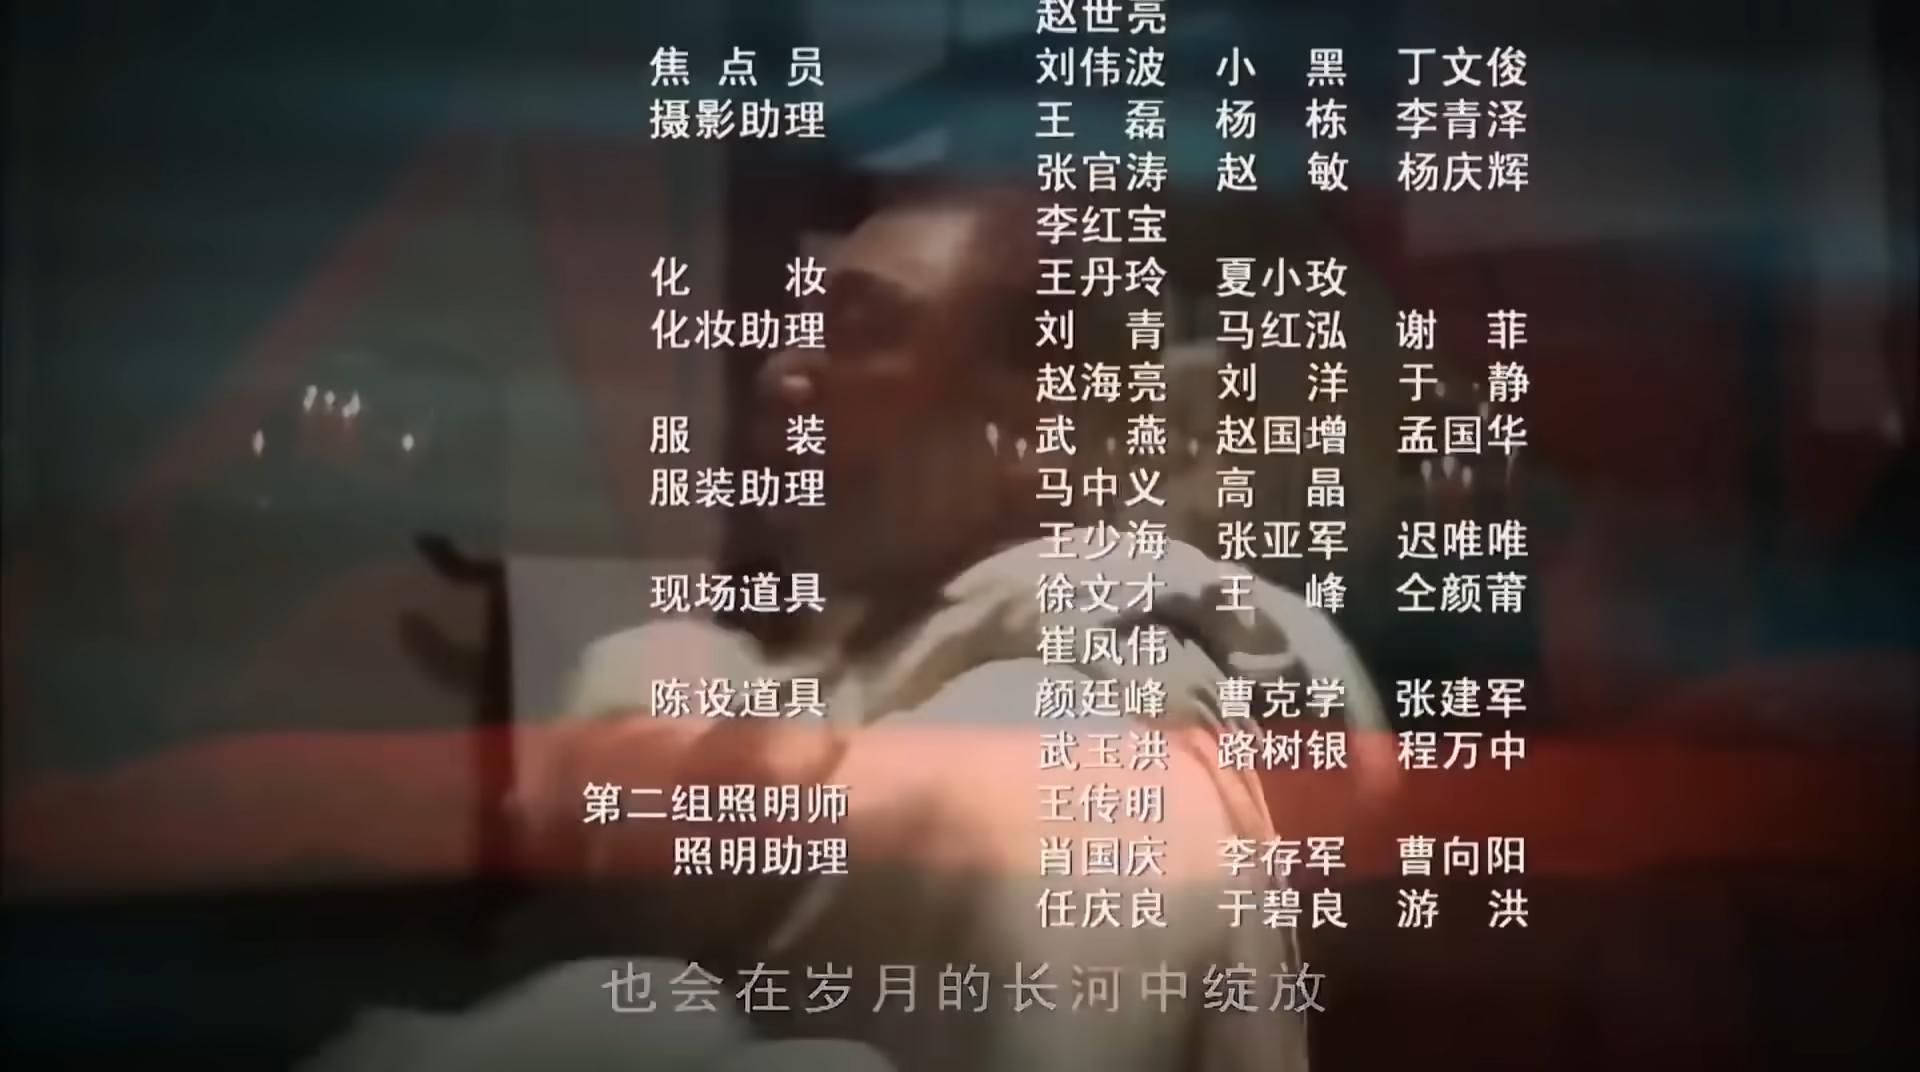 赵世亮
焦点员 刘伟波 小黑 丁文俊
摄影助理 王磊 杨栋 李青泽
张官涛 赵敏 杨庆辉
李红宝
化妆 王丹玲 夏小玫
化妆助理 刘青 马红泓 谢菲
赵海亮 刘洋 于静
服装 武燕 赵国增 孟国华
服装助理 马中义 高晶
王少海 张亚军 迟唯唯
现场道具 徐文才 王峰 仝颜莆
崔凤伟
陈设道具 颜廷峰 曹克学 张建军
武玉洪 路树银 程万中
第二组照明师 王传明
照明助理 肖国庆 李存军 曹向阳
任庆良 于碧良 游洪
也会在岁月的长河中绽放